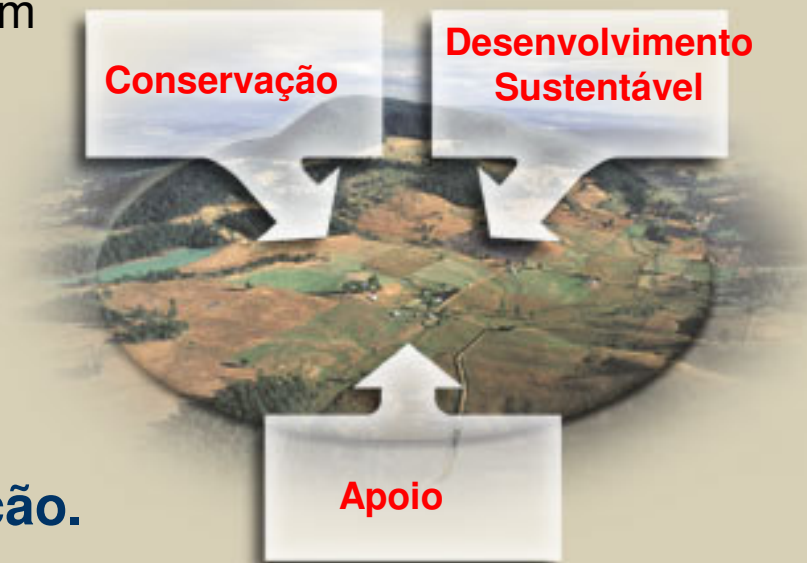 m
Conservação
Desenvolvimento
Sustentável
Apoio
ção.